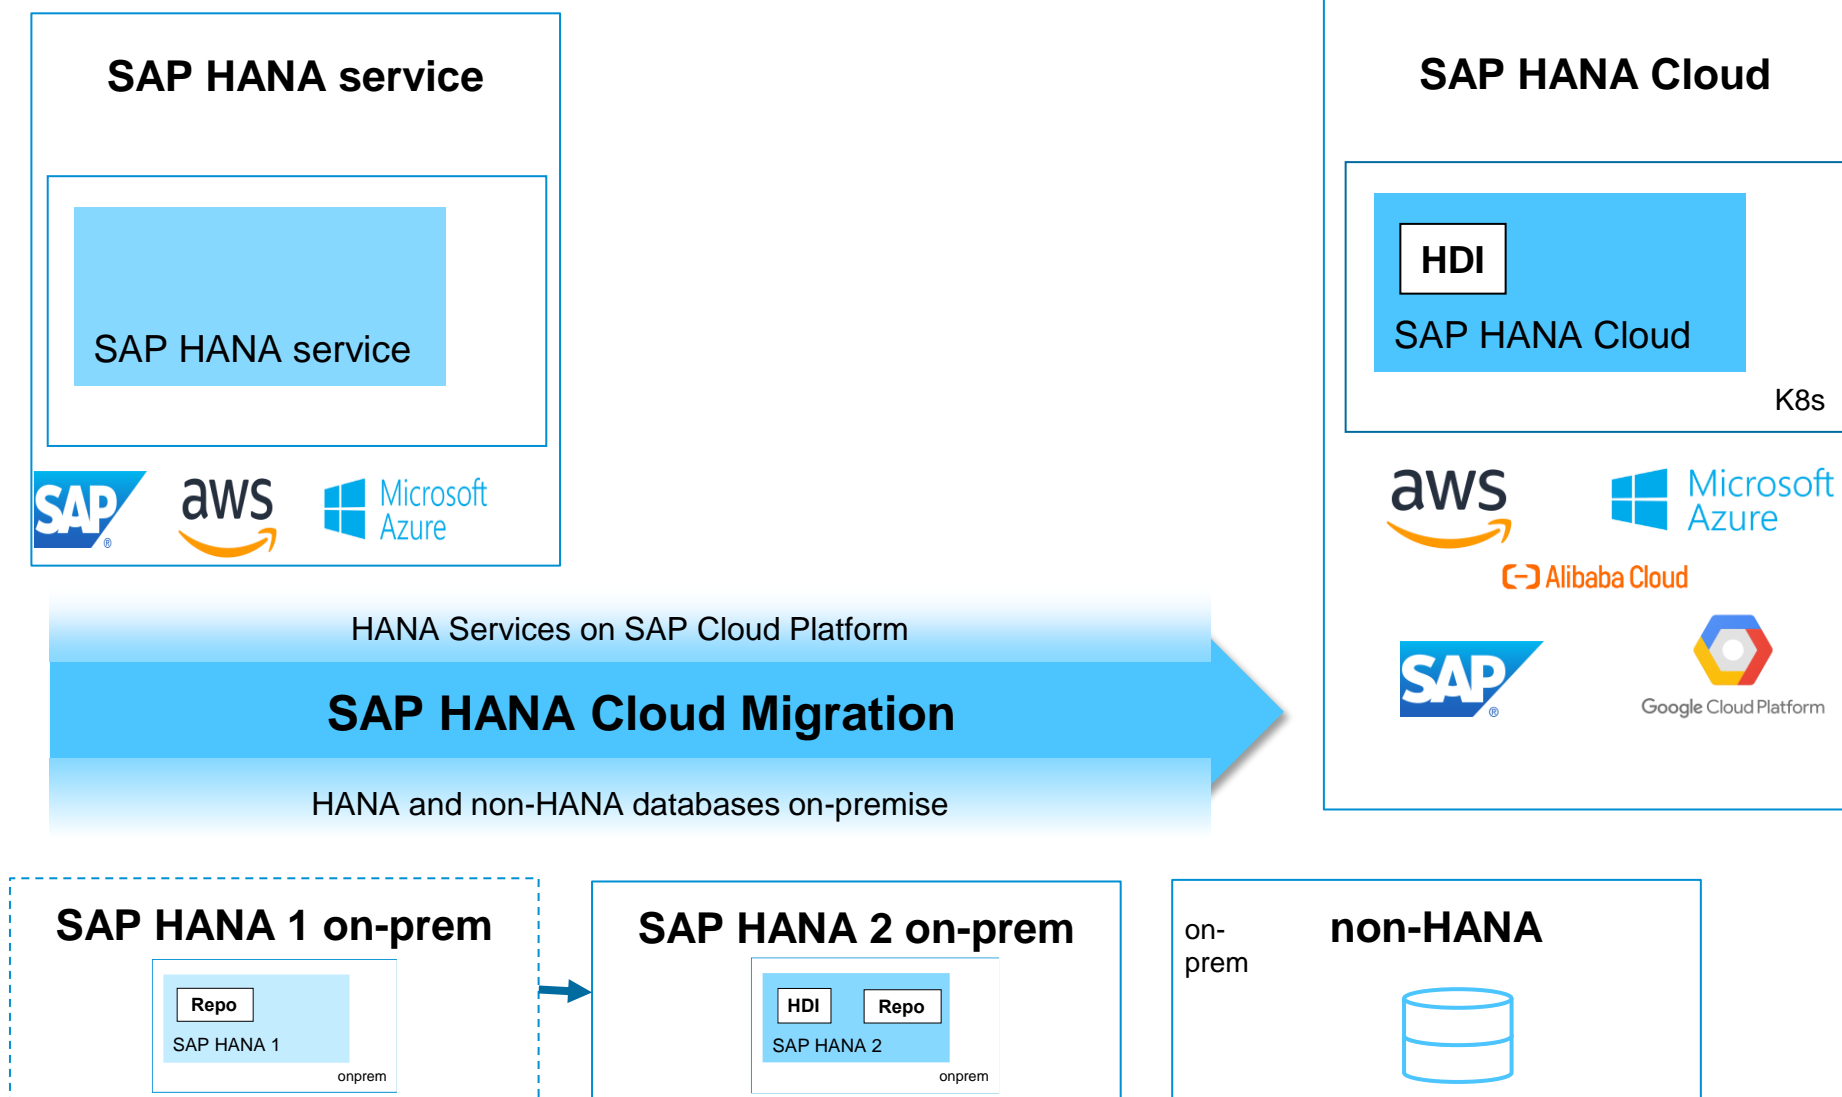 SAP HANA service
SAP HANA service
SAP
®
aws
Microsoft
Azure
SAP HANA Cloud
HDI
SAP HANA Cloud
K8s
aws
Microsoft
Azure
Alibaba Cloud
SAP
®
Google Cloud Platform
HANA Services on SAP Cloud Platform
SAP HANA Cloud Migration
HANA and non-HANA databases on-premise
SAP HANA 1 on-prem
Repo
SAP HANA 1
onprem
SAP HANA 2 on-prem
HDI
Repo
SAP HANA 2
onprem
on-
prem
non-HANA